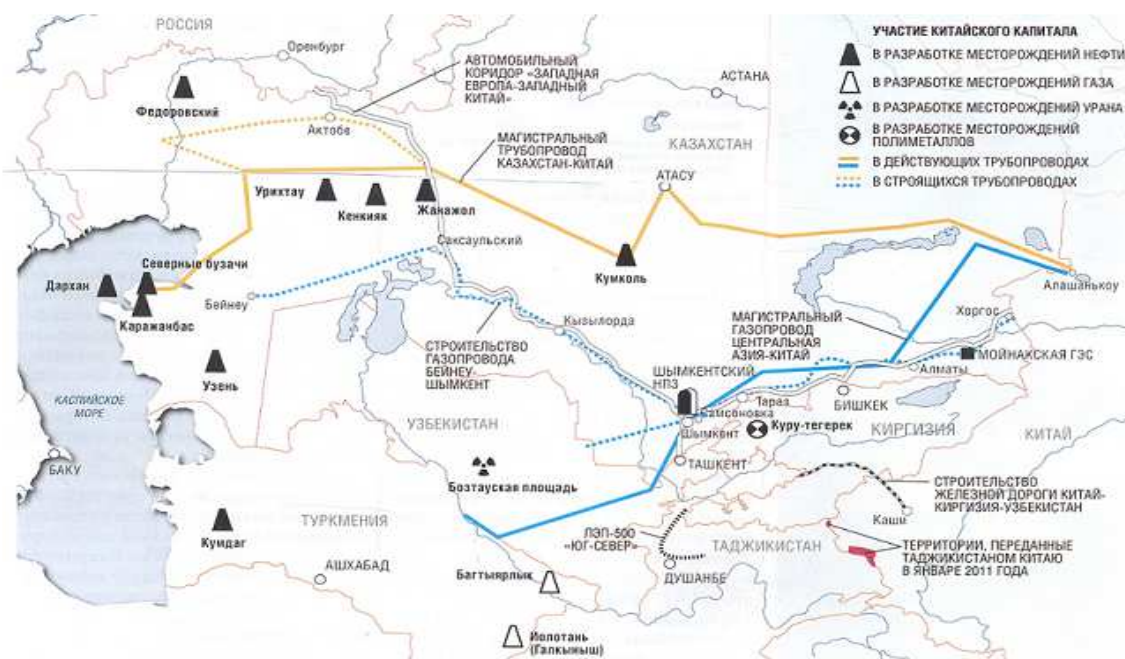 РОССИЯ
Оренбург
Федоровский
Актобе
АВТОМОБИЛЬНЫЙ
КОРИДОР «ЗАПАДНАЯ
ЕВРОПА-ЗАПАДНЫЙ
КИТАЙ»
АСТАНА
МАГИСТРАЛЬНЫЙ
ТРУБОПРОВОД
КАЗАХСТАН-КИТАЙ
КАЗАХСТАН
УЧАСТИЕ КИТАЙСКОГО КАПИТАЛА
В РАЗРАБОТКЕ МЕСТОРОЖДЕНИЙ НЕФТИ
В РАЗРАБОТКЕ МЕСТОРОЖДЕНИЙ ГАЗА
В РАЗРАБОТКЕ МЕСТОРОЖДЕНИЙ УРАНА
В РАЗРАБОТКЕ МЕСТОРОЖДЕНИЙ
ПОЛИМЕТАЛЛОВ
В ДЕЙСТВУЮЩИХ ТРУБОПРОВОДАХ
В СТРОЯЩИХСЯ ТРУБОПРОВОДАХ
Урихтау
Кенкияк
Жанажол
АТАСУ
Саксаульский
Кумколь
Северные бузачи
Дархан
Каражанбас
Бейнеу
Алашанькоу
Хоргос
Кызылорда
МАГИСТРАЛЬНЫЙ
ГАЗОПРОВОД
ЦЕНТРАЛЬНАЯ
АЗИЯ-КИТАЙ
СТРОИТЕЛЬСТВО
ГАЗОПРОВОДА
БЕЙНЕУ-
ШЫМКЕНТ
МОЙНАКСКАЯ ГЭС
Алматы
Узень
ШЫМКЕНТСКИЙ
НПЗ
Тараз
БИШКЕК
Самсоновка
Шымкент
Куру-тегерек
КАСПИЙСКОЕ
МОРЕ
УЗБЕКИСТАН
КИРГИЗИЯ
КИТАЙ
БАКУ
ТАШКЕНТ
Бозтауская площадь
СТРОИТЕЛЬСТВО
ЖЕЛЕЗНОЙ ДОРОГИ КИТАЙ-
КИРГИЗИЯ-УЗБЕКИСТАН
Каши
Кумдаг
ТУРКМЕНИЯ
ЛЭП-500
«ЮГ-СЕВЕР»
ТАДЖИКИСТАН
ТЕРРИТОРИИ, ПЕРЕДАННЫЕ
ТАДЖИКИСТАНОМ КИТАЮ
В ЯНВАРЕ 2011 ГОДА
АШХАБАД
Багтыярлык
ДУШАНБЕ
Иолотань
(Галкыныш)